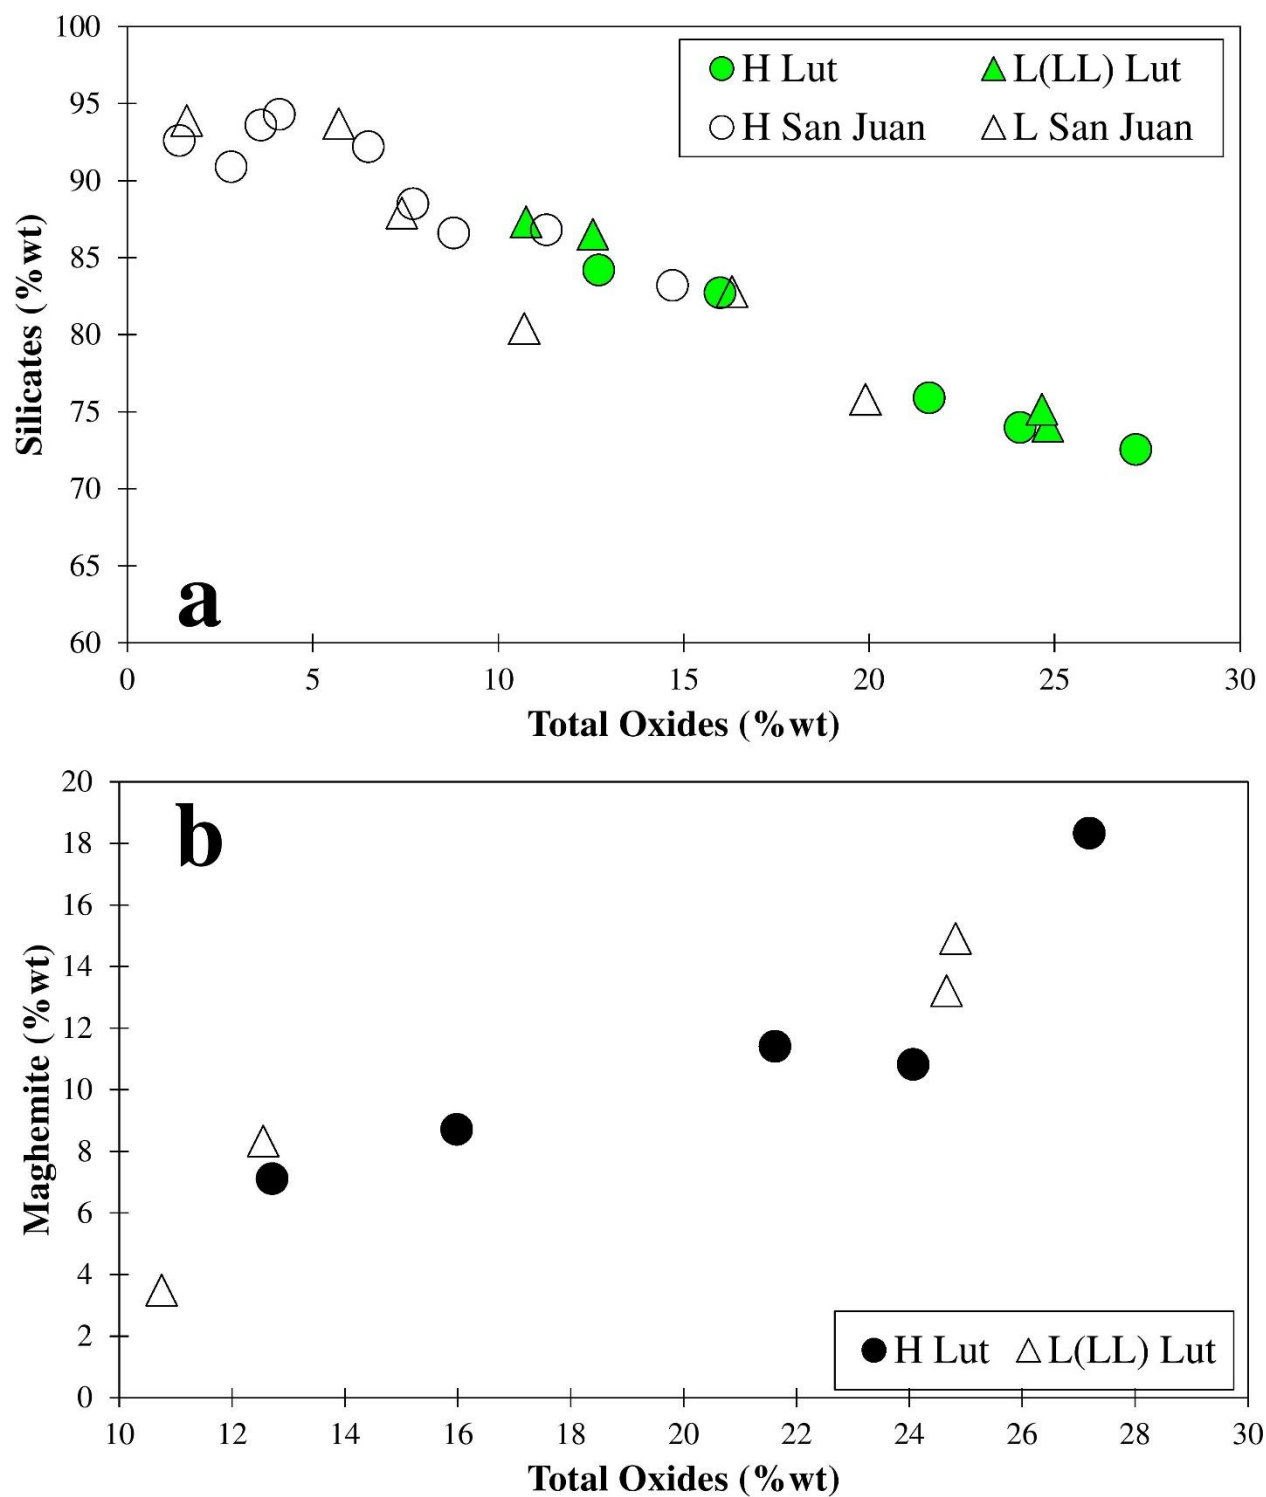 100
95
90
85
80
75
70
65
60
Silicates (%wt)
H Lut L(LL) Lut
H San Juan L San Juan
a
0 5 10 15 20 25 30
Total Oxides (%wt)
20
18
16
14
12
10
8
6
4
2
0
Maghemite (%wt)
b
H Lut L(LL) Lut
10 12 14 16 18 20 22 24 26 28 30
Total Oxides (%wt)